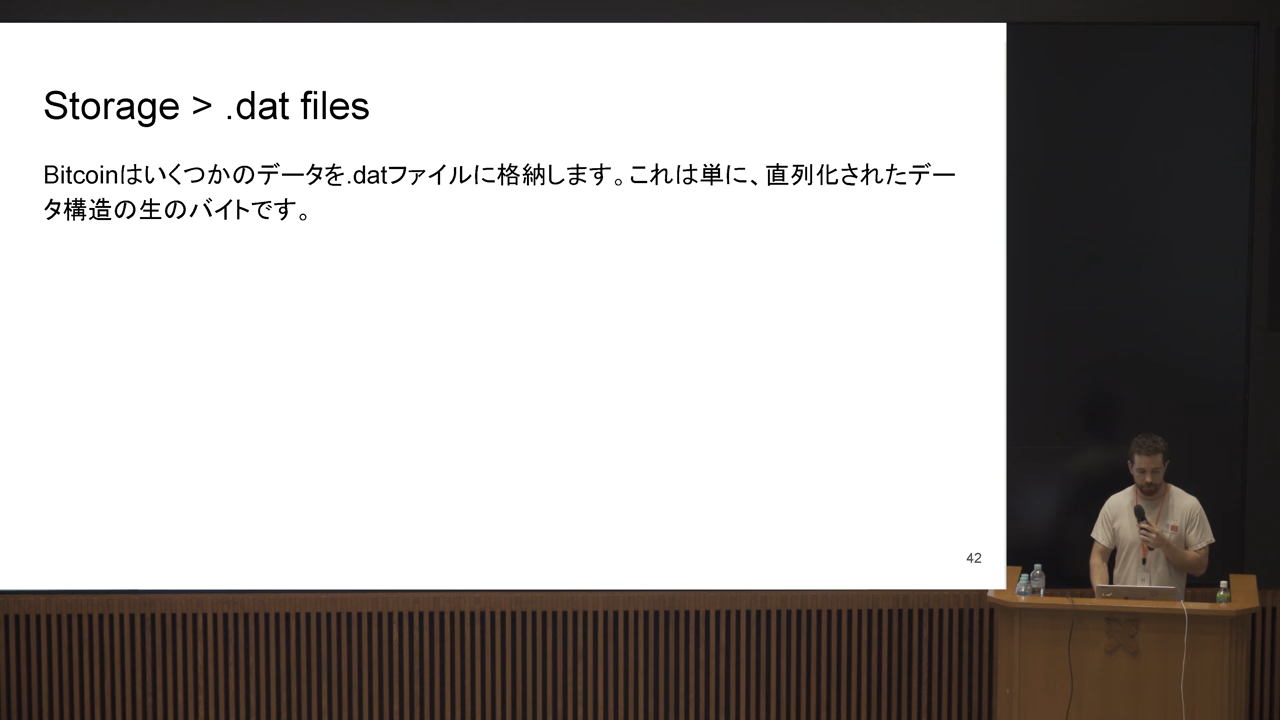 Storage > .dat files
Bitcoinはいくつかのデータを.datファイルに格納します。これは単に、直列化されたデー
タ構造の生のバイトです。
42